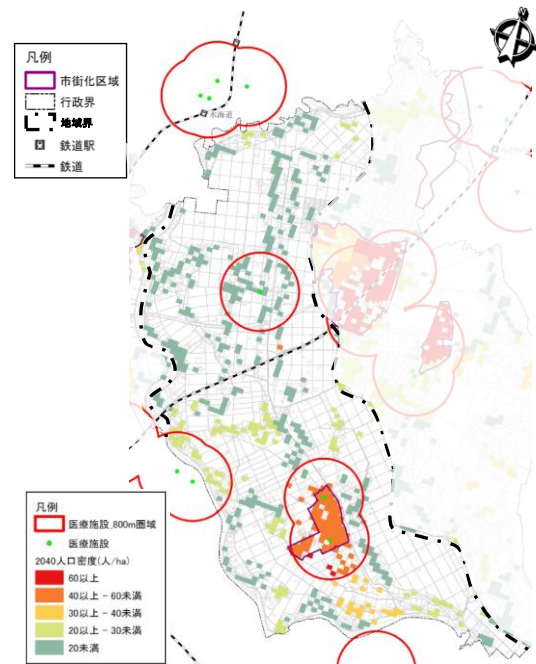 凡例
市街化区域
行政界
地域界
鉄道駅
鉄道
水海道
凡例
医療施設_800m圏域
医療施設
2040人口密度(人/ha)
60以上
40以上 - 60未満
30以上 - 40未満
20以上 - 30未満
20未満